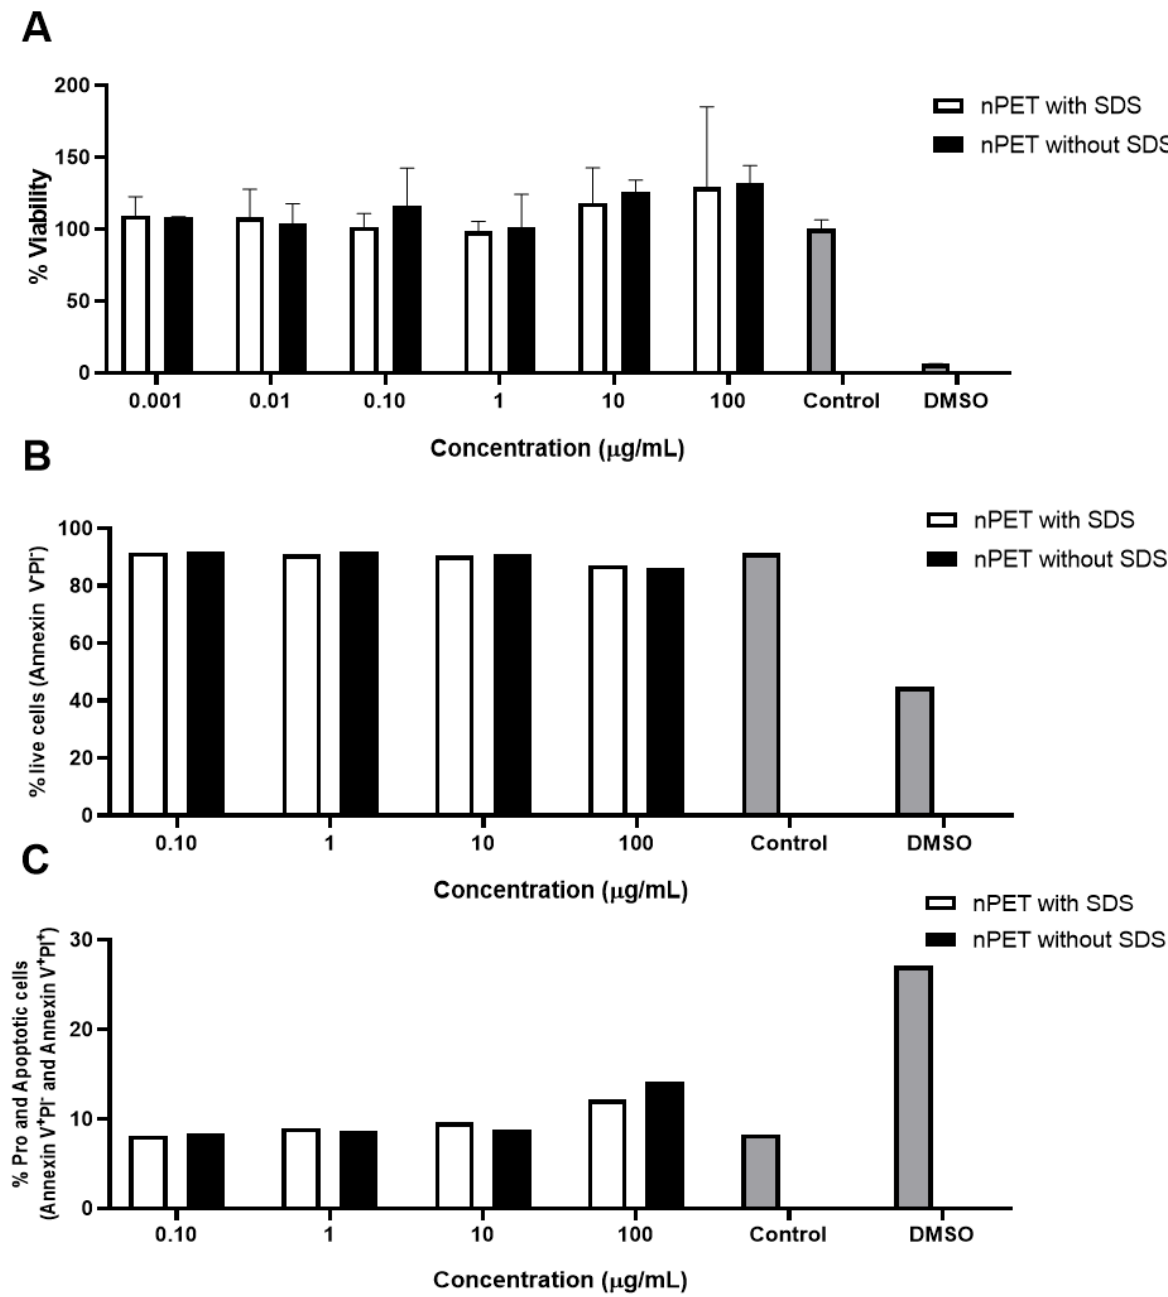 A
200
150
100
50
0
% Viability
nPET with SDS
nPET without SDS
0.001 0.01 0.10 1 10 100 Control DMSO
Concentration (μg/mL)
B
100
80
60
40
20
0
% live cells (Annexin V⁻PI⁻)
nPET with SDS
nPET without SDS
0.10 1 10 100 Control DMSO
Concentration (μg/mL)
C
30
20
10
0
% Pro and Apoptotic cells
(Annexin V⁺PI⁻ and Annexin V⁺PI⁺)
nPET with SDS
nPET without SDS
0.10 1 10 100 Control DMSO
Concentration (μg/mL)